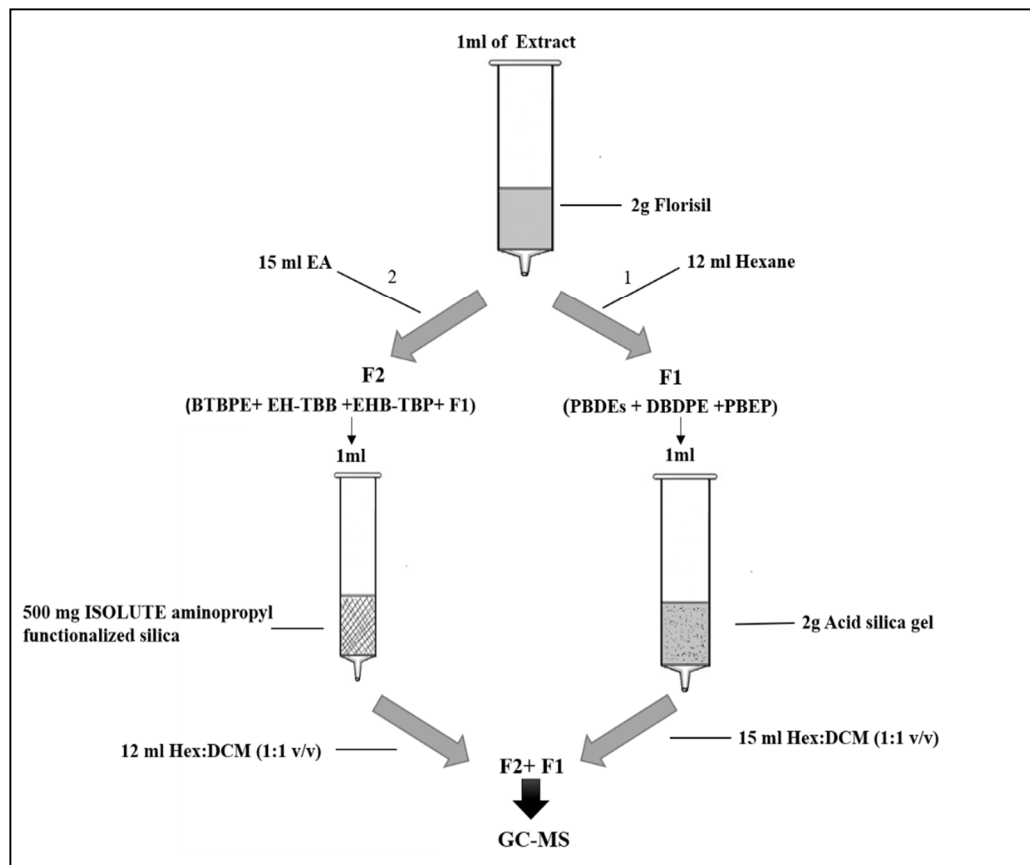 1ml of Extract
2g Florisil
15 ml EA
2
1
12 ml Hexane
F2
(BTBPE+ EH-TBB +EHB-TBP+ F1)
1ml
F1
(PBDEs + DBDPE +PBEP)
1ml
500 mg ISOLUTE aminopropyl
functionalized silica
2g Acid silica gel
12 ml Hex:DCM (1:1 v/v)
15 ml Hex:DCM (1:1 v/v)
F2+ F1
GC-MS